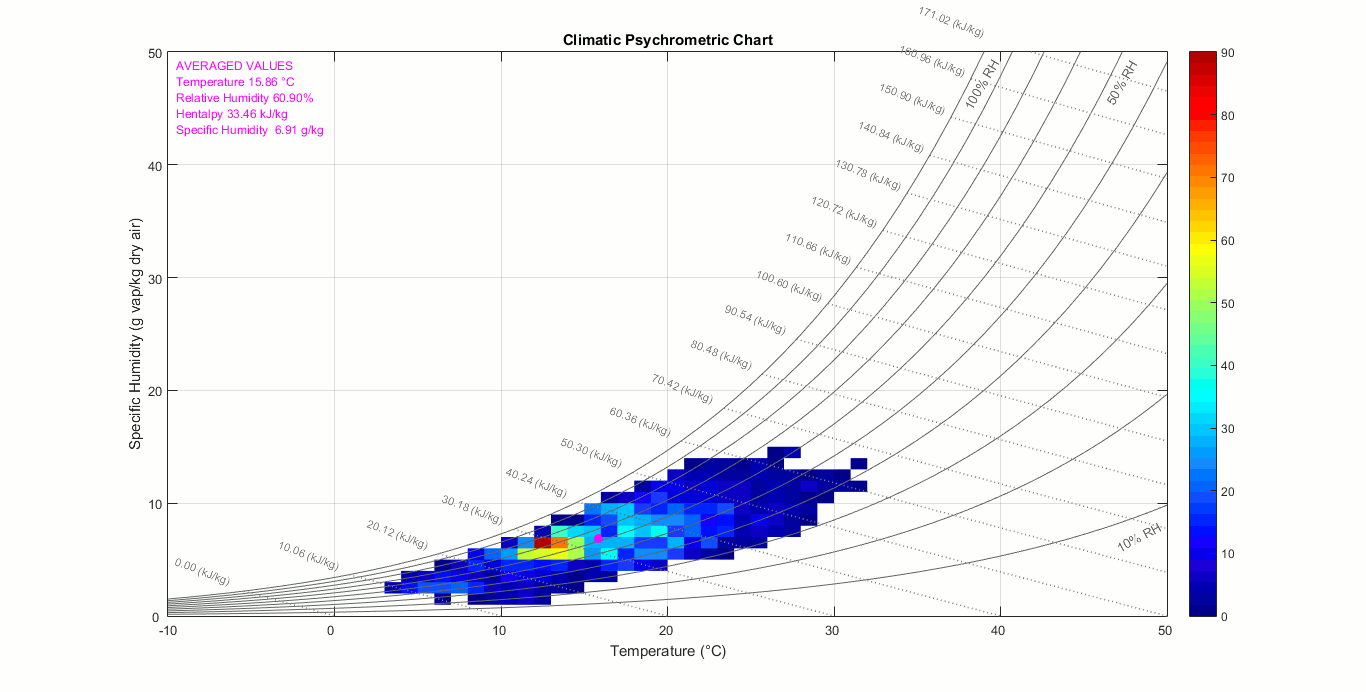 Climatic Psychrometric Chart
AVERAGED VALUES
Temperature 15.86 °C
Relative Humidity 60.90%
Hentalpy 33.46 kJ/kg
Specific Humidity  6.91 g/kg
171.02 (kJ/kg)
160.96 (kJ/kg)
150.90 (kJ/kg)
140.84 (kJ/kg)
130.78 (kJ/kg)
120.72 (kJ/kg)
110.66 (kJ/kg)
100.60 (kJ/kg)
90.54 (kJ/kg)
80.48 (kJ/kg)
70.42 (kJ/kg)
60.36 (kJ/kg)
50.30 (kJ/kg)
40.24 (kJ/kg)
30.18 (kJ/kg)
20.12 (kJ/kg)
10.06 (kJ/kg)
0.00 (kJ/kg)
100% RH
50% RH
10% RH
Specific Humidity (g vap/kg dry air)
50
40
30
20
10
0
-10
0
10
20
30
40
50
Temperature (°C)
90
80
70
60
50
40
30
20
10
0